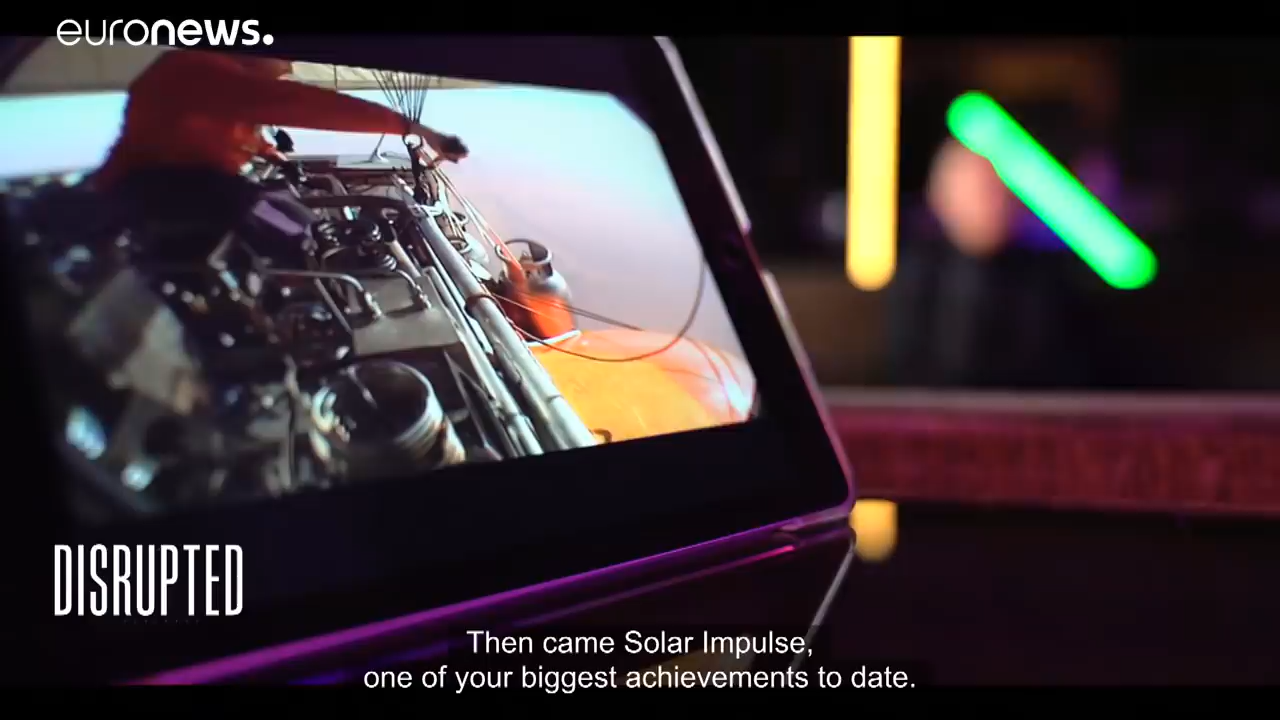 euronews.
DISRUPTED
Then came Solar Impulse,
one of your biggest achievements to date.